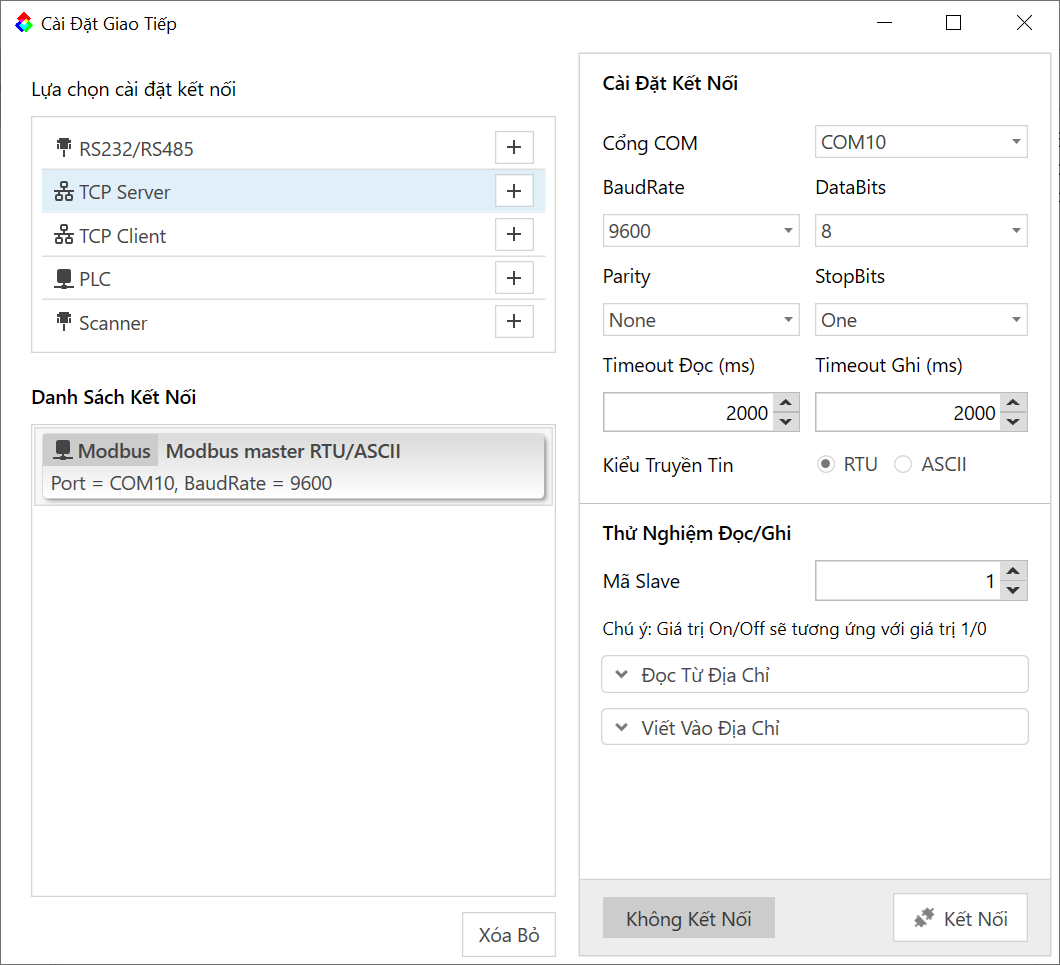 Cài Đặt Giao Tiếp
Lựa chọn cài đặt kết nối
RS232/RS485
TCP Server
TCP Client
PLC
Scanner
Danh Sách Kết Nối
Modbus Modbus master RTU/ASCII
Port = COM10, BaudRate = 9600
Xóa Bỏ
Cài Đặt Kết Nối
Cổng COM COM10
BaudRate DataBits
9600 8
Parity StopBits
None One
Timeout Đọc (ms) Timeout Ghi (ms)
2000 2000
Kiểu Truyền Tin RTU ASCII
Thử Nghiệm Đọc/Ghi
Mã Slave 1
Chú ý: Giá trị On/Off sẽ tương ứng với giá trị 1/0
Đọc Từ Địa Chỉ
Viết Vào Địa Chỉ
Không Kết Nối Kết Nối